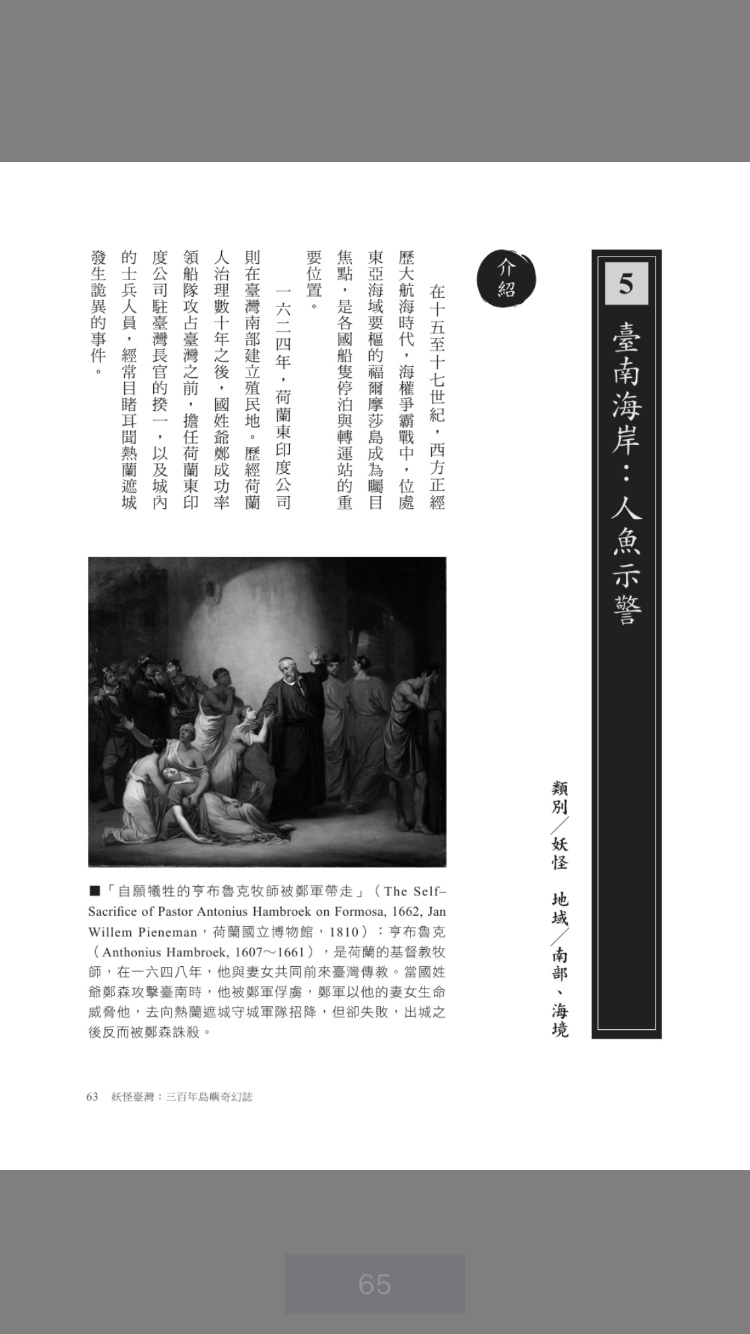 5
臺南海岸：人魚示警
類別／妖怪　地域／南部、海境
介紹
在十五至十七世紀，西方正經
歷大航海時代，海權爭霸戰中，位處
東亞海域要樞的福爾摩莎島成為矚目
焦點，是各國船隻停泊與轉運站的重
要位置。
一六二四年，荷蘭東印度公司
則在臺灣南部建立殖民地。歷經荷蘭
人治理數十年之後，國姓爺鄭成功率
領船隊攻占臺灣之前，擔任荷蘭東印
度公司駐臺灣長官的揆一，以及城內
的士兵人員，經常目睹耳聞熱蘭遮城
發生詭異的事件。
■「自願犧牲的亨布魯克牧師被鄭軍帶走」（The Self–
Sacrifice of Pastor Antonius Hambroek on Formosa, 1662, Jan
Willem Pieneman，荷蘭國立博物館，1810）：亨布魯克
（Anthonius Hambroek, 1607～1661），是荷蘭的基督教牧
師，在一六四八年，他與妻女共同前來臺灣傳教。當國姓
爺鄭森攻擊臺南時，他被鄭軍俘虜，鄭軍以他的妻女生命
威脅他，去向熱蘭遮城守城軍隊招降，但卻失敗，出城之
後反而被鄭森誅殺。
63　妖怪臺灣：三百年島嶼奇幻誌
65